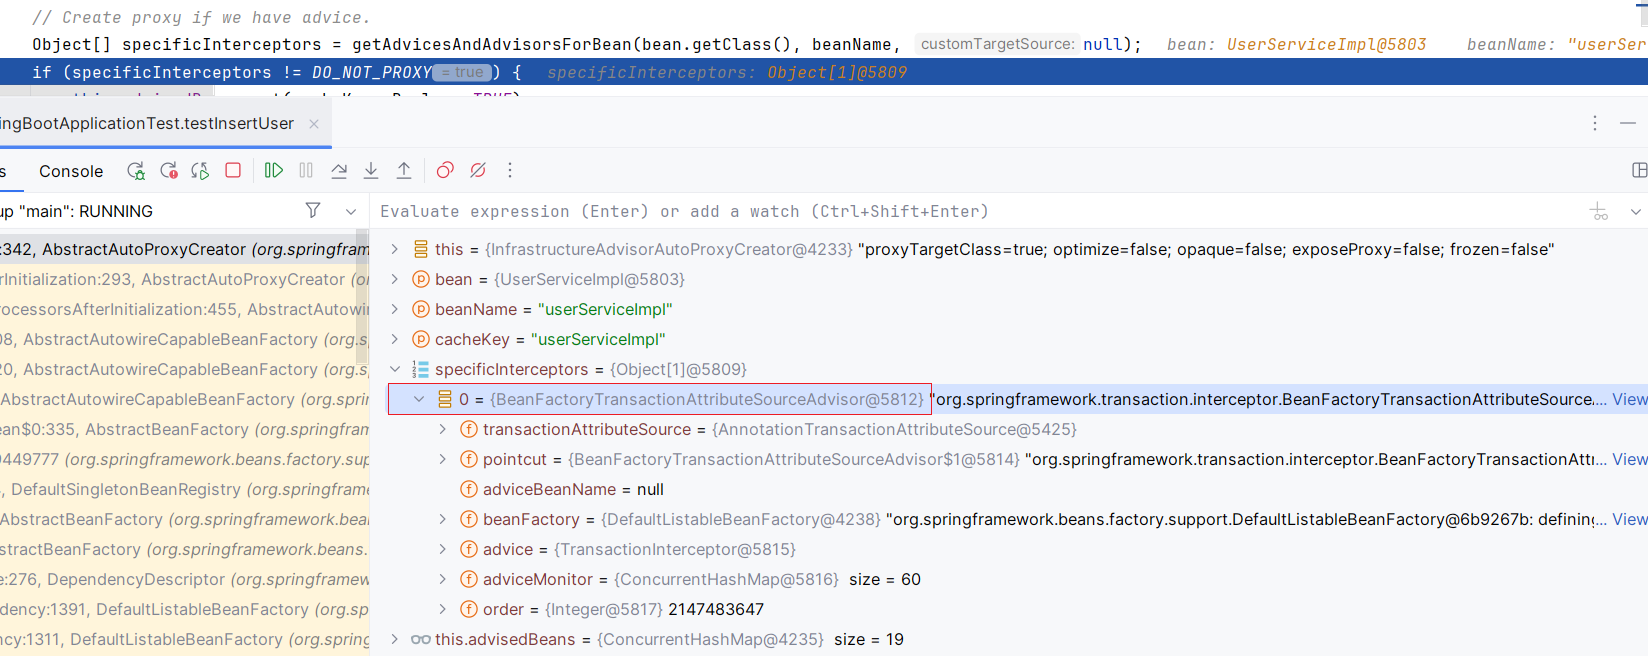 // Create proxy if we have advice.
Object[] specificInterceptors = getAdvicesAndAdvisorsForBean(bean.getClass(), beanName, customTargetSource: null); bean: UserServiceImpl@5803 beanName: "userSer
if (specificInterceptors != DO_NOT_PROXY = true ) { specificInterceptors: Object[1]@5809
ingBootApplicationTest.testInsertUser
s Console
up "main": RUNNING
Evaluate expression (Enter) or add a watch (Ctrl+Shift+Enter)
:342, AbstractAutoProxyCreator (org.springfram
this = {InfrastructureAdvisorAutoProxyCreator@4233} "proxyTargetClass=true; optimize=false; opaque=false; exposeProxy=false; frozen=false"
rInitialization:293, AbstractAutoProxyCreator (or
bean = {UserServiceImpl@5803}
rocessorsAfterInitialization:455, AbstractAutowi
beanName = "userServiceImpl"
08, AbstractAutowireCapableBeanFactory (org.s
cacheKey = "userServiceImpl"
20, AbstractAutowireCapableBeanFactory (org.s
specificInterceptors = {Object[1]@5809}
AbstractAutowireCapableBeanFactory (org.sprin
0 = {BeanFactoryTransactionAttributeSourceAdvisor@5812} "org.springframework.transaction.interceptor.BeanFactoryTransactionAttributeSource.... View
ean$0:335, AbstractBeanFactory (org.springfram
transactionAttributeSource = {AnnotationTransactionAttributeSource@5425}
0449777 (org.springframework.beans.factory.sup
pointcut = {BeanFactoryTransactionAttributeSourceAdvisor$1@5814} "org.springframework.transaction.interceptor.BeanFactoryTransactionAttr... View
, DefaultSingletonBeanRegistry (org.springframe
adviceBeanName = null
AbstractBeanFactory (org.springframework.bea
beanFactory = {DefaultListableBeanFactory@4238} "org.springframework.beans.factory.support.DefaultListableBeanFactory@6b9267b: defining... View
stractBeanFactory (org.springframework.beans.
advice = {TransactionInterceptor@5815}
e:276, DependencyDescriptor (org.springframew
adviceMonitor = {ConcurrentHashMap@5816} size = 60
dency:1391, DefaultListableBeanFactory (org.sp
order = {Integer@5817} 2147483647
ncy:1311, DefaultListableBeanFactory (org.spring
this.advisedBeans = {ConcurrentHashMap@4235} size = 19